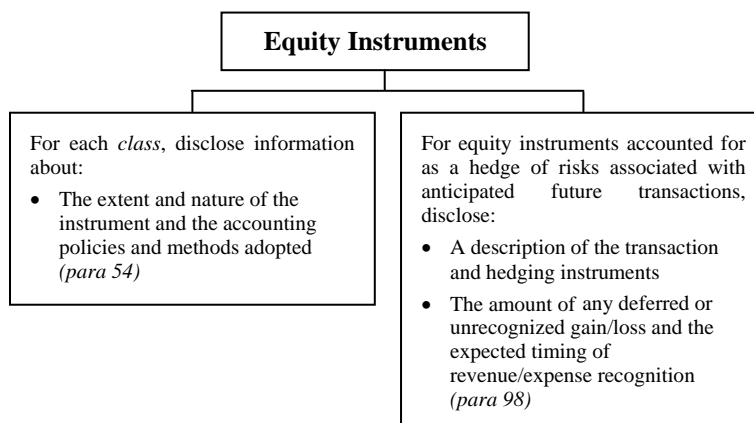 Equity Instruments
For each class, disclose information
about:
• The extent and nature of the
instrument and the accounting
policies and methods adopted
(para 54)
For equity instruments accounted for
as a hedge of risks associated with
anticipated future transactions,
disclose:
• A description of the transaction
and hedging instruments
• The amount of any deferred or
unrecognized gain/loss and the
expected timing of
revenue/expense recognition
(para 98)